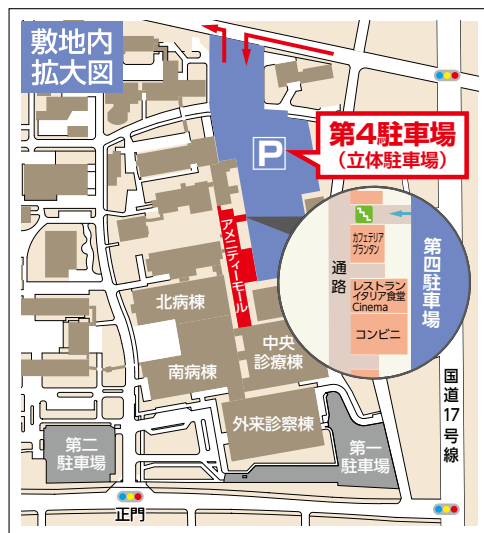 敷地内
拡大図
P
第4駐車場
(立体駐車場)
アメニティーモール
通路
カフェテリア
プランタン
レストラン
イタリア食堂
Cinema
コンビニ
第四駐車場
北病棟
南病棟
中央
診療棟
外来診察棟
第一
駐車場
第二
駐車場
正門
国道17号線